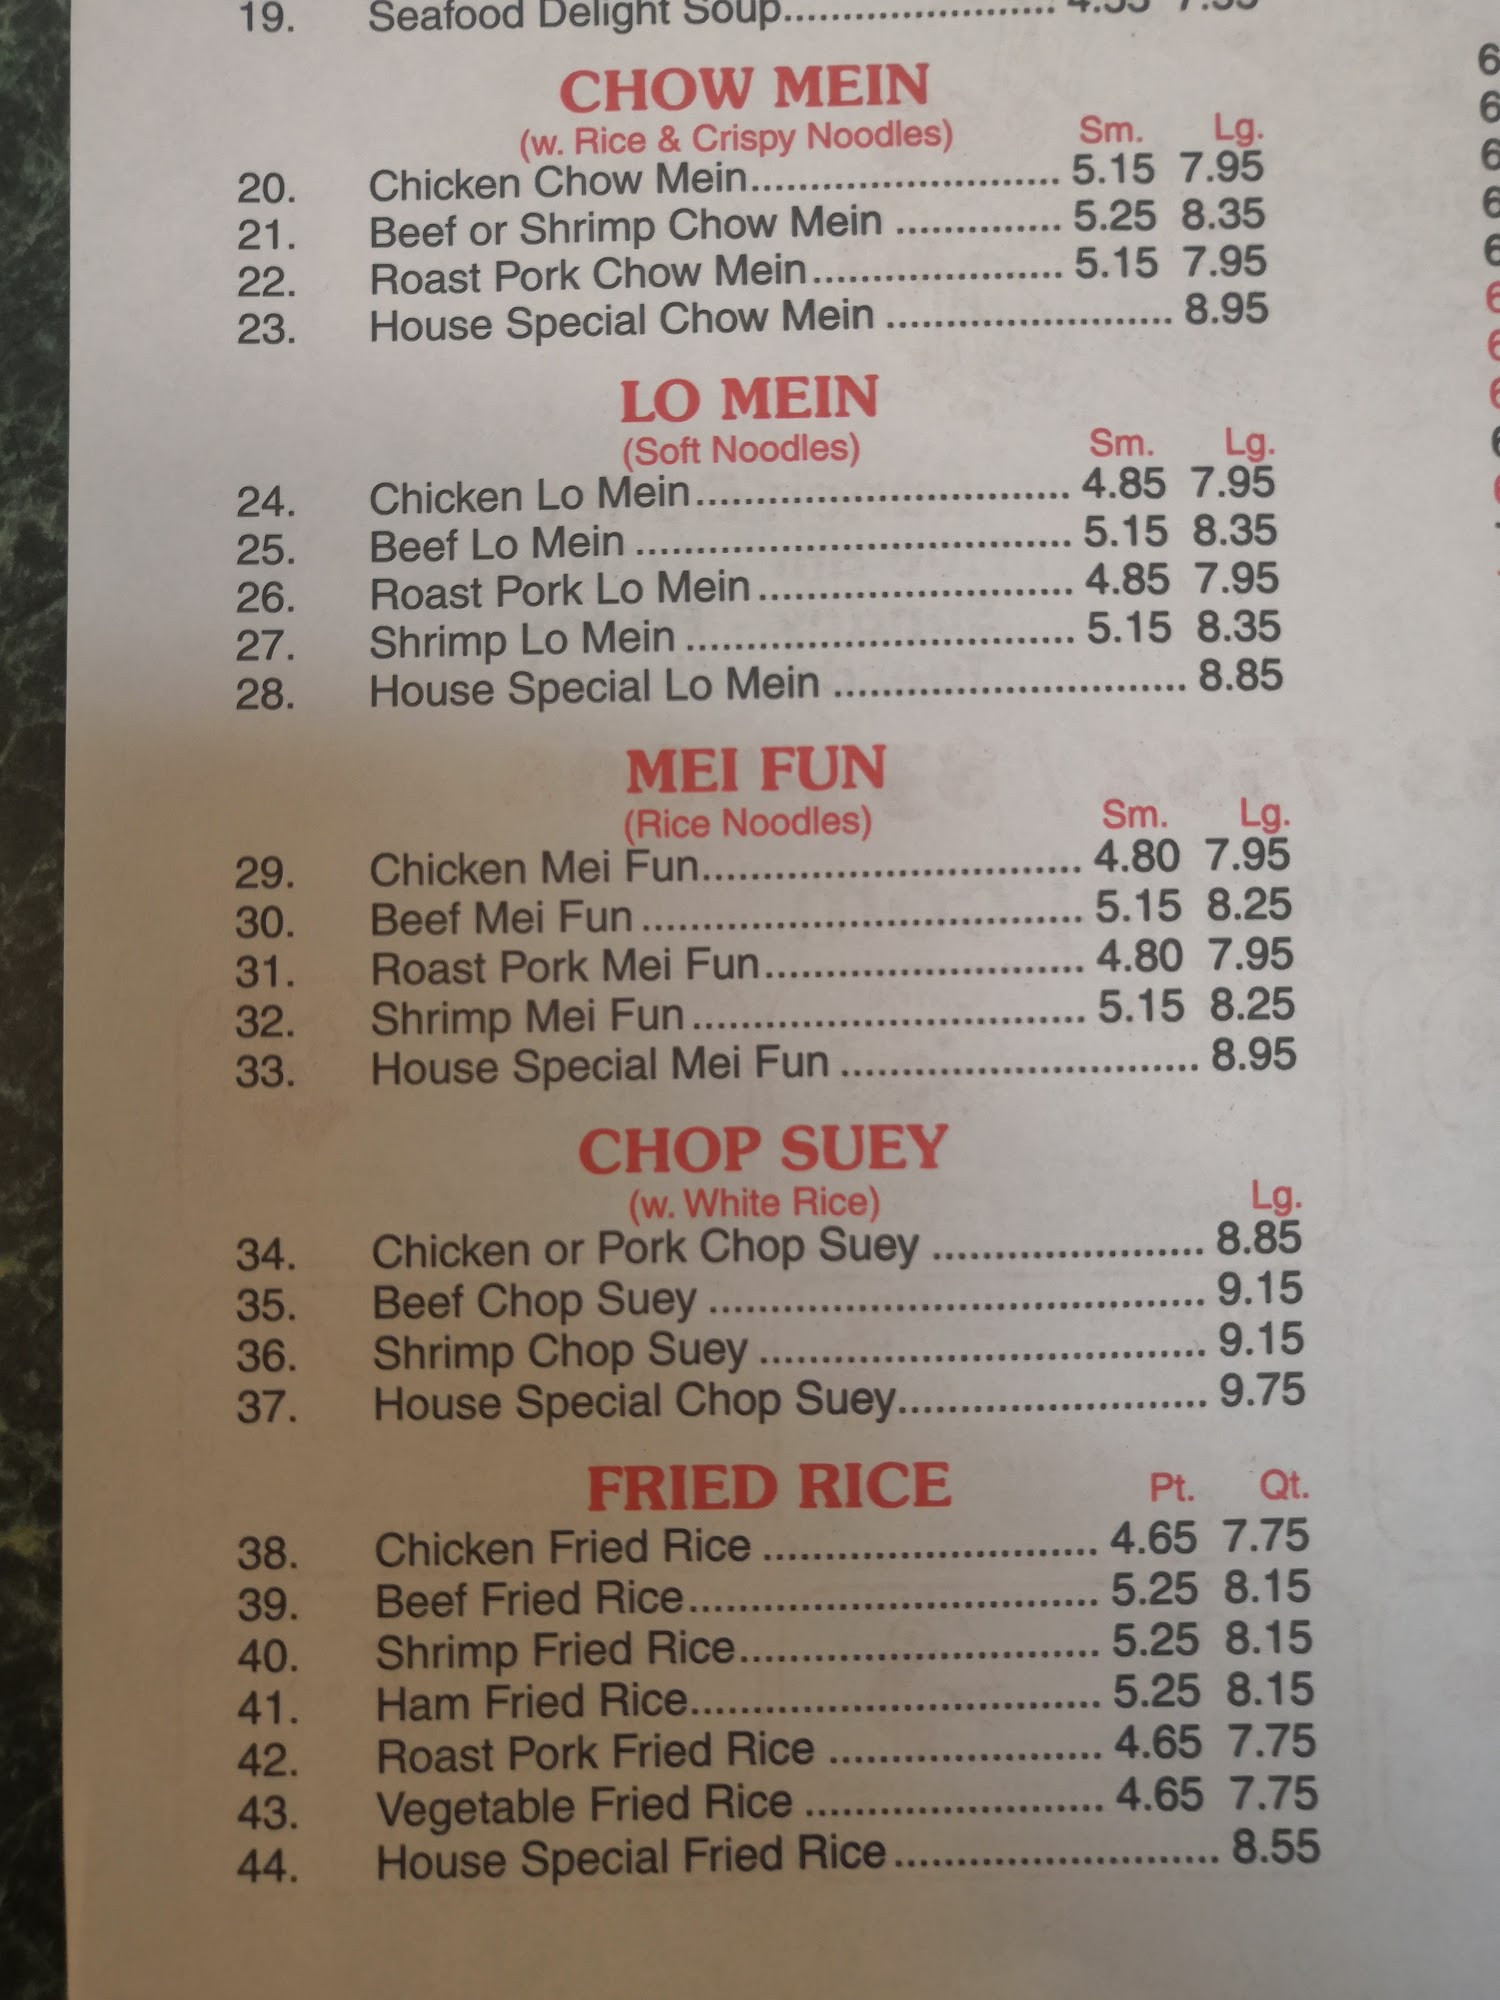 19. Seafood Delight Soup
CHOW MEIN
(w. Rice & Crispy Noodles) Sm. Lg.
20. Chicken Chow Mein.......................... 5.15 7.95
21. Beef or Shrimp Chow Mein .............. 5.25 8.35
22. Roast Pork Chow Mein..................... 5.15 7.95
23. House Special Chow Mein ........................ 8.95
LO MEIN
(Soft Noodles) Sm. Lg.
24. Chicken Lo Mein............................... 4.85 7.95
25. Beef Lo Mein .................................... 5.15 8.35
26. Roast Pork Lo Mein.......................... 4.85 7.95
27. Shrimp Lo Mein ................................ 5.15 8.35
28. House Special Lo Mein ............................. 8.85
MEI FUN
(Rice Noodles) Sm. Lg.
29. Chicken Mei Fun............................... 4.80 7.95
30. Beef Mei Fun .................................... 5.15 8.25
31. Roast Pork Mei Fun.......................... 4.80 7.95
32. Shrimp Mei Fun ................................ 5.15 8.25
33. House Special Mei Fun ............................. 8.95
CHOP SUEY
(w. White Rice) Lg.
34. Chicken or Pork Chop Suey ...................... 8.85
35. Beef Chop Suey ........................................ 9.15
36. Shrimp Chop Suey .................................... 9.15
37. House Special Chop Suey......................... 9.75
FRIED RICE Pt. Qt.
38. Chicken Fried Rice ........................... 4.65 7.75
39. Beef Fried Rice................................. 5.25 8.15
40. Shrimp Fried Rice............................. 5.25 8.15
41. Ham Fried Rice................................. 5.25 8.15
42. Roast Pork Fried Rice ...................... 4.65 7.75
43. Vegetable Fried Rice ........................ 4.65 7.75
44. House Special Fried Rice.......................... 8.55